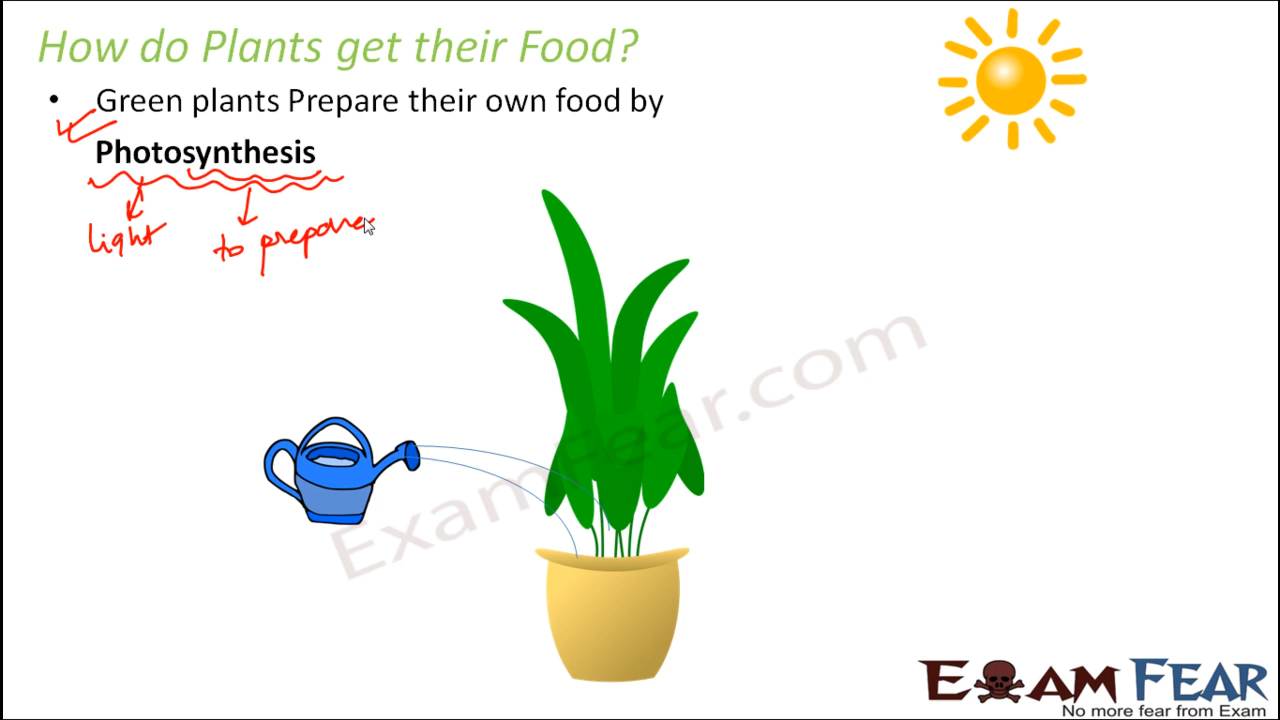 How do Plants get their Food?
• Green plants Prepare their own food by
Photosynthesis
light
to prepare
ExamFear.com
EXAM FEAR
No more fear from Exam